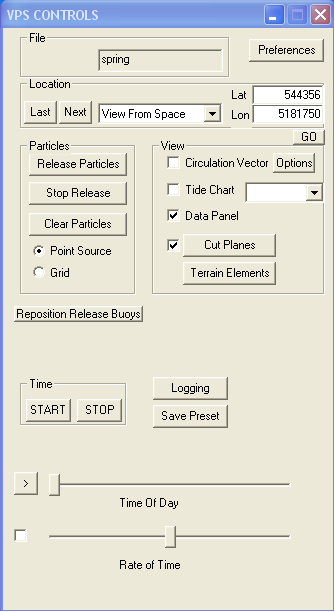 VPS CONTROLS
File
spring
Preferences
Location
Last Next View From Space
Lat 544356
Lon 5181750
GO
Particles
Release Particles
Stop Release
Clear Particles
Point Source
Grid
View
Circulation Vector Options
Tide Chart
Data Panel
Cut Planes
Terrain Elements
Reposition Release Buoys
Time
START STOP
Logging
Save Preset
>
Time Of Day
Rate of Time